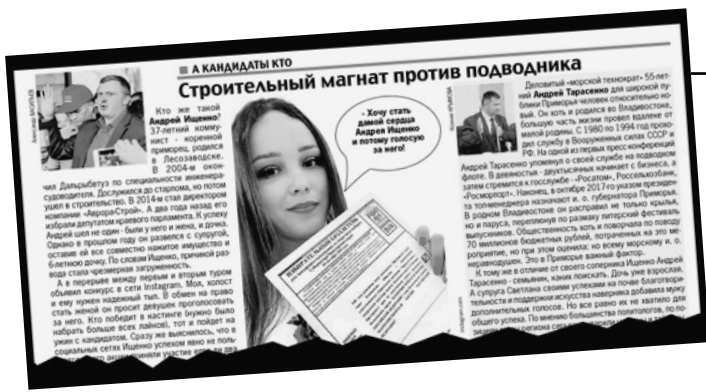 А КАНДИДАТЫ КТО
Строительный магнат против подводника
Кто же такой
Андрей Ищенко?
37-летний комму-
нист - коренной
приморец, родился
в Лесозаводске.
В 2004-м окон-
чил Дальрыбвтуз по специальности инженера-
судоводителя. Дослужился до старпома, но потом
ушел в строительство. В 2014-м стал директором
компании «Аврора-Строй». А два года назад его
избрали депутатом краевого парламента. К успеху
Андрей шел не один - были у него и жена, и дочка.
Однако в прошлом году он развелся с супругой,
оставив ей все совместно нажитое имущество и
6-летнюю дочку. По словам Ищенко, причиной раз-
вода стала чрезмерная загруженность.
А в перерыве между первым и вторым туром
объявил конкурс в сети Instagram. Мол, холост
и ему нужен надежный тыл. В обмен на право
стать женой он просит девушек проголосовать
за него. Кто победит в кастинге (нужно было
набрать больше всех лайков), тот и пойдет на
ужин с кандидатом. Сразу же выяснилось, что в
социальных сетях Ищенко успехом явно не поль-
акции приняли участие
- Хочу стать
дамой сердца
Андрея Ищенко
и потому голосую
за него!
ИЗБИРАТЕЛЬНЫЙ БЮЛЛЕТЕНЬ
Деловитый «морской технократ» 55-лет-
ний Андрей Тарасенко для широкой пу-
блики Приморья человек относительно но-
вый. Он хоть и родился во Владивостоке,
большую часть жизни провел вдалеке от
малой родины. С 1980 по 1994 год прохо-
дил службу в Вооруженных силах СССР и
РФ. На одной из первых пресс-конференций
Андрей Тарасенко упомянул о своей службе на подводном
флоте. В девяностых - двухтысячных начинает с бизнеса, а
затем стремится к госслужбе - «Росатом», Россельхозбанк,
«Росморпорт». Наконец, в октябре 2017-го указом президен-
та топ-менеджера назначают и. о. губернатора Приморья.
В родном Владивостоке он расправил не только крылья,
но и паруса, переплюнув по размаху питерский фестиваль
выпускников. Общественность хоть и поворчала по поводу
70 миллионов бюджетных рублей, потраченных на это ме-
роприятие, но при этом оценила: но всему морскому и. о.
неравнодушен. Это в Приморье важный фактор.
К тому же в отличие от своего соперника Ищенко Андрей
Тарасенко - семьянин, каких поискать. Дочь уже взрослая.
А супруга Светлана своими успехами на почве благотвори-
тельности и поддержки искусства наверняка добавила мужу
дополнительных голосов. Но все равно их не хватило для
общего успеха. По мнению большинства политологов, по по-
региона